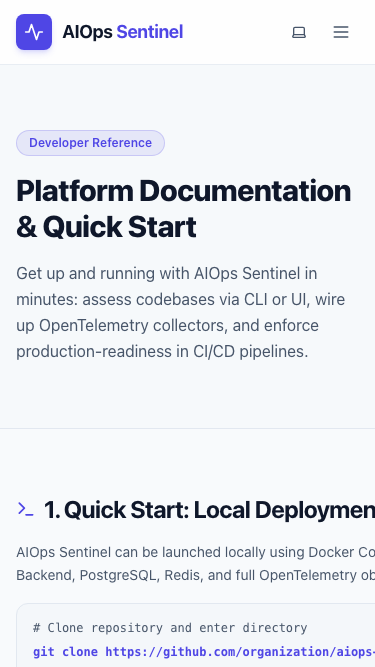 AIOps Sentinel
Developer Reference
Platform Documentation
& Quick Start
Get up and running with AIOps Sentinel in
minutes: assess codebases via CLI or UI, wire
up OpenTelemetry collectors, and enforce
production-readiness in CI/CD pipelines.
1. Quick Start: Local Deploymen
AIOps Sentinel can be launched locally using Docker Co
Backend, PostgreSQL, Redis, and full OpenTelemetry ob
# Clone repository and enter directory
git clone https://github.com/organization/aiops-